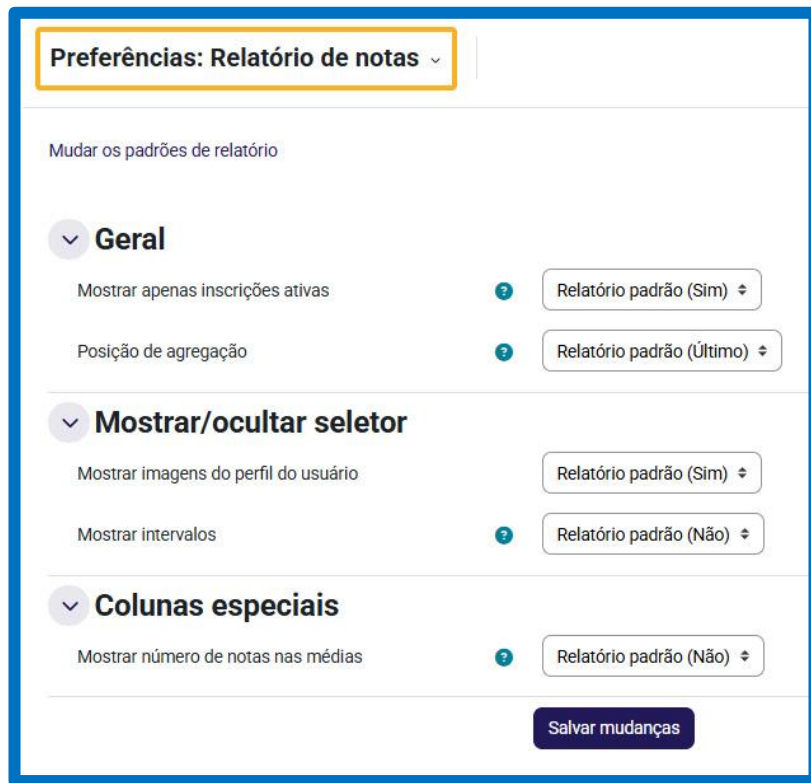 Preferências: Relatório de notas
Mudar os padrões de relatório
Geral
Mostrar apenas inscrições ativas ? Relatório padrão (Sim)
Posição de agregação ? Relatório padrão (Último)
Mostrar/ocultar seletor
Mostrar imagens do perfil do usuário Relatório padrão (Sim)
Mostrar intervalos ? Relatório padrão (Não)
Colunas especiais
Mostrar número de notas nas médias ? Relatório padrão (Não)
Salvar mudanças